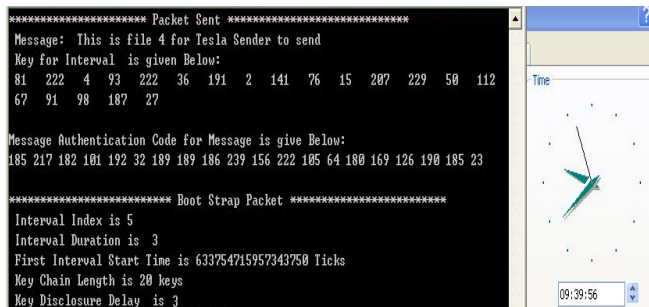 *********************** Packet Sent ******************************
Message:  This is file 4 for Tesla Sender to send
Key for Interval  is given Below:
81  222  4  93  222  36  191  2  141  76  15  207  229  50  112
67  91  98  187  27
Message Authentication Code for Message is give Below:
185 217 182 101 192 32 189 189 186 239 156 222 105 64 180 169 126 190 185 23
*************************** Boot Strap Packet **************************
Interval Index is 5
Interval Duration is  3
First Interval Start Time is 633754715957343750 Ticks
Key Chain Length is 20 keys
Key Disclosure Delay  is 3
Time
09:39:56